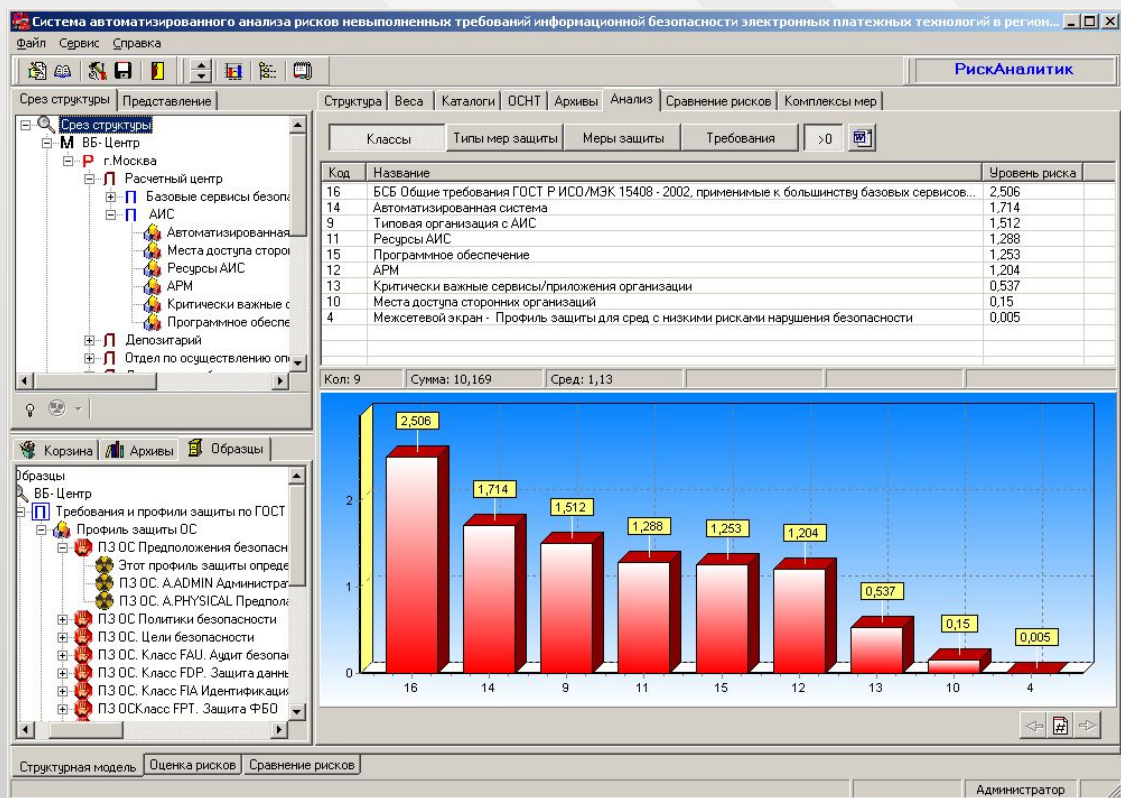 Система автоматизированного анализа рисков невыполненных требований информационной безопасности электронных платежных технологий в регион...
Файл Сервис Справка
РискАналитик
Срез структуры Представление
Срез структуры
М ВБ- Центр
Р г.Москва
П Расчетный центр
П Базовые сервисы безопа
П АИС
Автоматизированная
Места доступа сторон
Ресурсы АИС
АРМ
Критически важные с
Программное обеспе
П Депозитарий
П Отдел по осуществлению опе
Корзина Архивы Образцы
Образцы
ВБ- Центр
П Требования и профили защиты по ГОСТ
Профиль защиты ОС
ПЗ ОС Предположения безопасн
Этот профиль защиты опреде
ПЗ ОС. A.ADMIN Администрат
ПЗ ОС. A.PHYSICAL Предпола
ПЗ ОС Политики безопасности
ПЗ ОС. Цели безопасности
ПЗ ОС. Класс FAU. Аудит безопа
ПЗ ОС. Класс FDP. Защита данн
ПЗ ОС. Класс FIA Идентификация
ПЗ ОСКласс FPT. Защита ФБО
Структура Веса Каталоги ОСНТ Архивы Анализ Сравнение рисков Комплексы мер
Классы Типы мер защиты Меры защиты Требования >0
Код Название Уровень риска
16 БСБ Общие требования ГОСТ Р ИСО/МЭК 15408 - 2002, применимые к большинству базовых сервисов... 2,506
14 Автоматизированная система 1,714
9 Типовая организация с АИС 1,512
11 Ресурсы АИС 1,288
15 Программное обеспечение 1,253
12 АРМ 1,204
13 Критически важные сервисы/приложения организации 0,537
10 Места доступа сторонних организаций 0,15
4 Межсетевой экран - Профиль защиты для сред с низкими рисками нарушения безопасности 0,005
Кол: 9 Сумма: 10,169 Сред: 1,13
2,506
1,714
1,512
1,288
1,253
1,204
0,537
0,15
0,005
2
1
0
16 14 9 11 15 12 13 10 4
Структурная модель Оценка рисков Сравнение рисков
Администратор